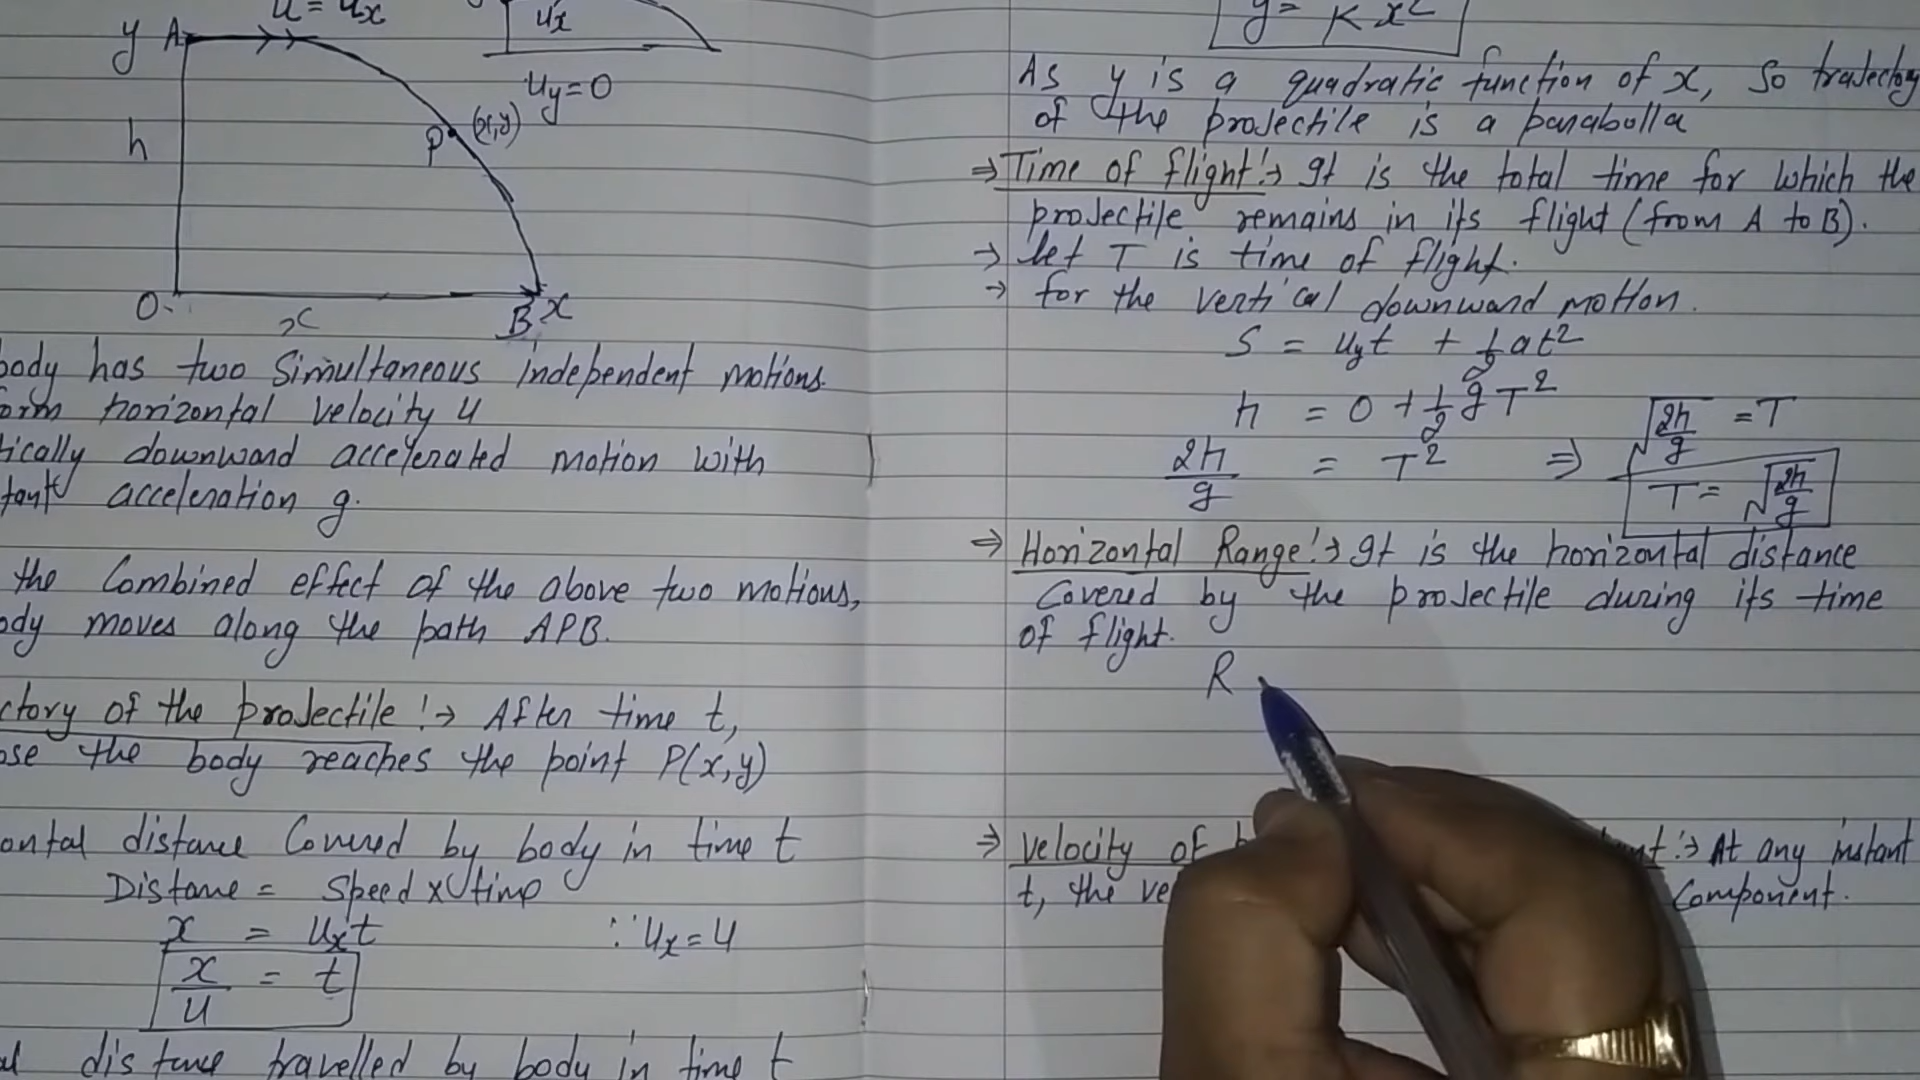 u = ux
y A
ux
uy=0
h
P (x,y)
O
x
B x
body has two Simultaneous independent motions.
horizontal velocity u
downward accelerated motion with
acceleration g.
the Combined effect of the above two motions,
moves along the path APB.
of the projectile :→ After time t,
the body reaches the point P(x,y)
distance Covered by body in time t
Distane = Speed x time
x = uxt ∵ ux = u
x/u = t
distance travelled by body in time t
y = Kx²
As y is a quadratic function of x, So trajectory
of the projectile is a parabolla
⇒ Time of flight :→ It is the total time for which the
projectile remains in its flight (from A to B).
→ let T is time of flight.
→ for the vertical downward motion.
S = uyt + 1/2 at²
h = 0 + 1/2 gT²
2h/g = T² ⇒ √2h/g = T
T = √2h/g
⇒ Horizontal Range :→ It is the horizontal distance
Covered by the projectile during its time
of flight.
R
⇒ Velocity of :→ At any instant
t, the Component.